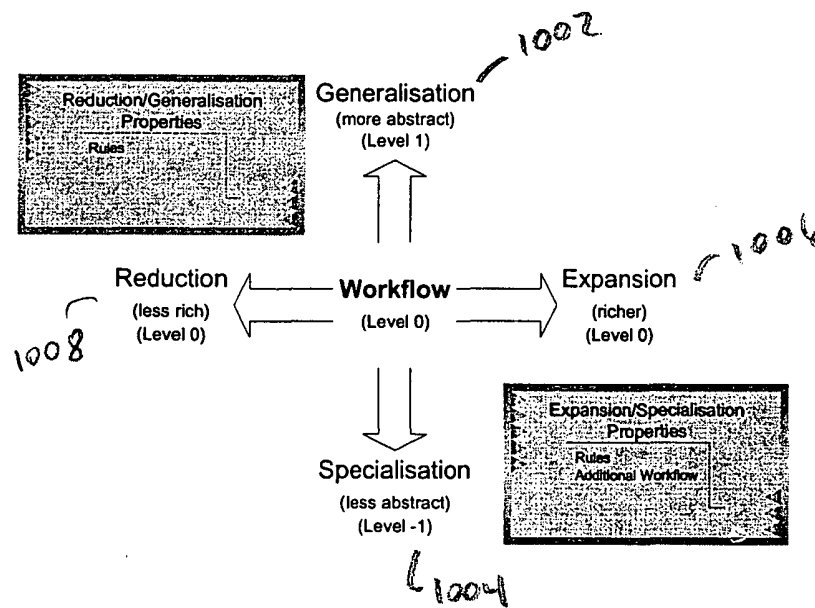 1002
Reduction/Generalisation
Properties
Rules
Generalisation
(more abstract)
(Level 1)
Reduction
(less rich)
(Level 0)
1008
Workflow
(Level 0)
Expansion
(richer)
(Level 0)
1006
Expansion/Specialisation
Properties
Rules
Additional Workflow
Specialisation
(less abstract)
(Level -1)
1004